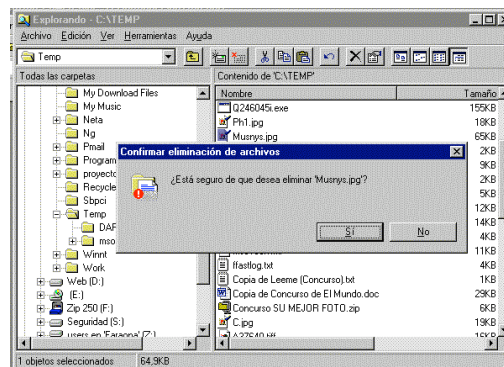 Explorando - C:\TEMP
Archivo Edición Ver Herramientas Ayuda
Temp
Todas las carpetas
Contenido de 'C:\TEMP'
Nombre Tamaño
My Download Files
My Music
Neta
Ng
Pmail
Program
proyecto
Recycle
Sbpci
Temp
DAF
mso
Winnt
Work
Web (D:)
(E:)
Zip 250 (F:)
Seguridad (S:)
users en 'Faraona' (Z:)
Q246045i.exe 155KB
Ph1.jpg 18KB
Musnys.jpg 65KB
2KB
9KB
2KB
5KB
12KB
14KB
4KB
11KB
ffastlog.txt 4KB
Copia de Leeme (Concurso).txt 1KB
Copia de Concurso de El Mundo.doc 29KB
Concurso SU MEJOR FOTO.zip 6KB
C.jpg 19KB
A37640.tiff
Confirmar eliminación de archivos
¿Está seguro de que desea eliminar 'Musnys.jpg'?
Sí
No
1 objetos seleccionados 64,9KB